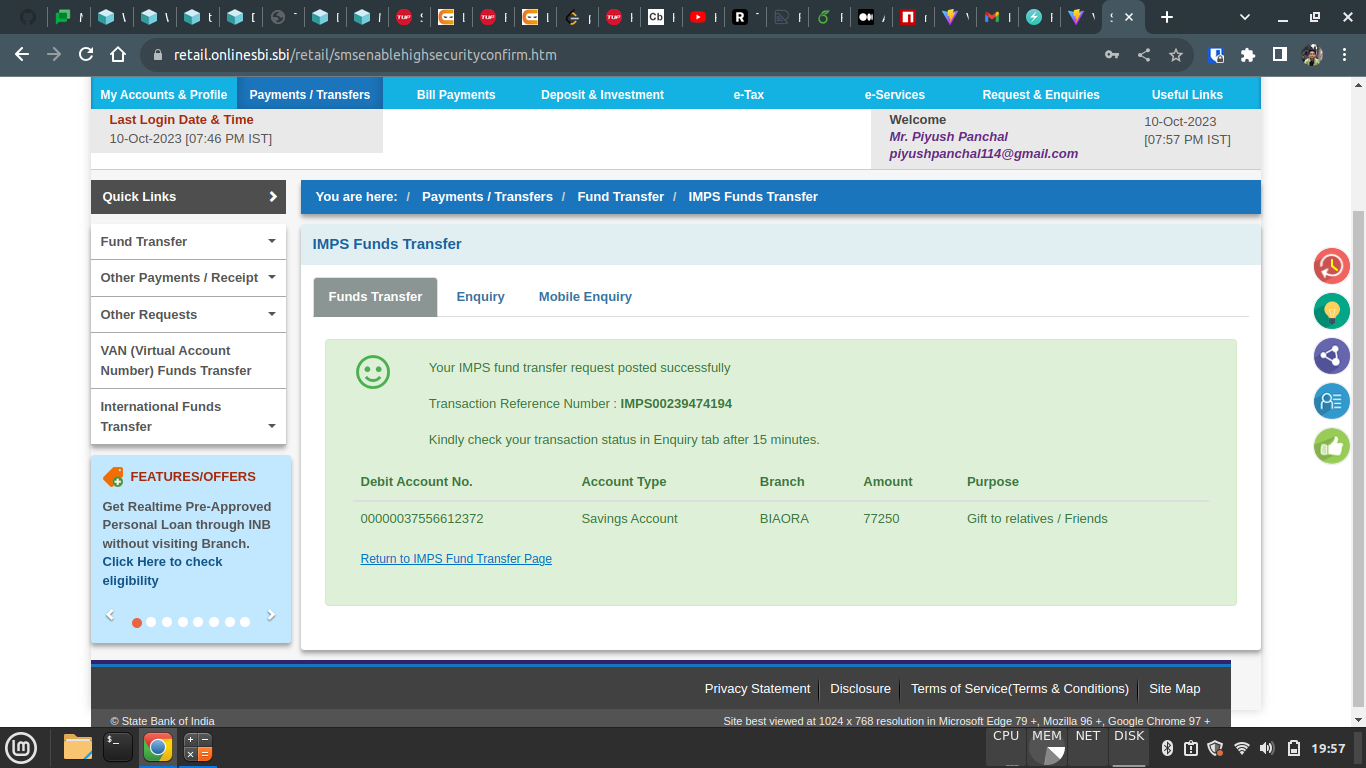 retail.onlinesbi.sbi/retail/smsenablehighsecurityconfirm.htm
My Accounts & Profile
Payments / Transfers
Bill Payments
Deposit & Investment
e-Tax
e-Services
Request & Enquiries
Useful Links
Last Login Date & Time
10-Oct-2023 [07:46 PM IST]
Welcome
Mr. Piyush Panchal
piyushpanchal114@gmail.com
10-Oct-2023
[07:57 PM IST]
Quick Links
You are here: / Payments / Transfers / Fund Transfer / IMPS Funds Transfer
Fund Transfer
Other Payments / Receipt
Other Requests
VAN (Virtual Account
Number) Funds Transfer
International Funds
Transfer
FEATURES/OFFERS
Get Realtime Pre-Approved
Personal Loan through INB
without visiting Branch.
Click Here to check
eligibility
IMPS Funds Transfer
Funds Transfer
Enquiry
Mobile Enquiry
Your IMPS fund transfer request posted successfully
Transaction Reference Number : IMPS00239474194
Kindly check your transaction status in Enquiry tab after 15 minutes.
Debit Account No. Account Type Branch Amount Purpose
00000037556612372 Savings Account BIAORA 77250 Gift to relatives / Friends
Return to IMPS Fund Transfer Page
Privacy Statement
Disclosure
Terms of Service(Terms & Conditions)
Site Map
© State Bank of India
Site best viewed at 1024 x 768 resolution in Microsoft Edge 79 +, Mozilla 96 +, Google Chrome 97 +
CPU
MEM
NET
DISK
19:57